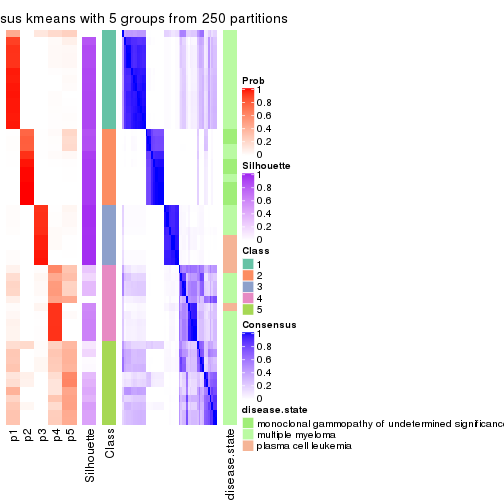 sus kmeans with 5 groups from 250 partitions
Prob
1
0.8
0.6
0.4
0.2
0
Silhouette
1
0.8
0.6
0.4
0.2
0
Class
1
2
3
4
5
Consensus
1
0.8
0.6
0.4
0.2
0
disease.state
monoclonal gammopathy of undetermined significance
multiple myeloma
plasma cell leukemia
p1
p2
p3
p4
p5
Silhouette
Class
disease.state